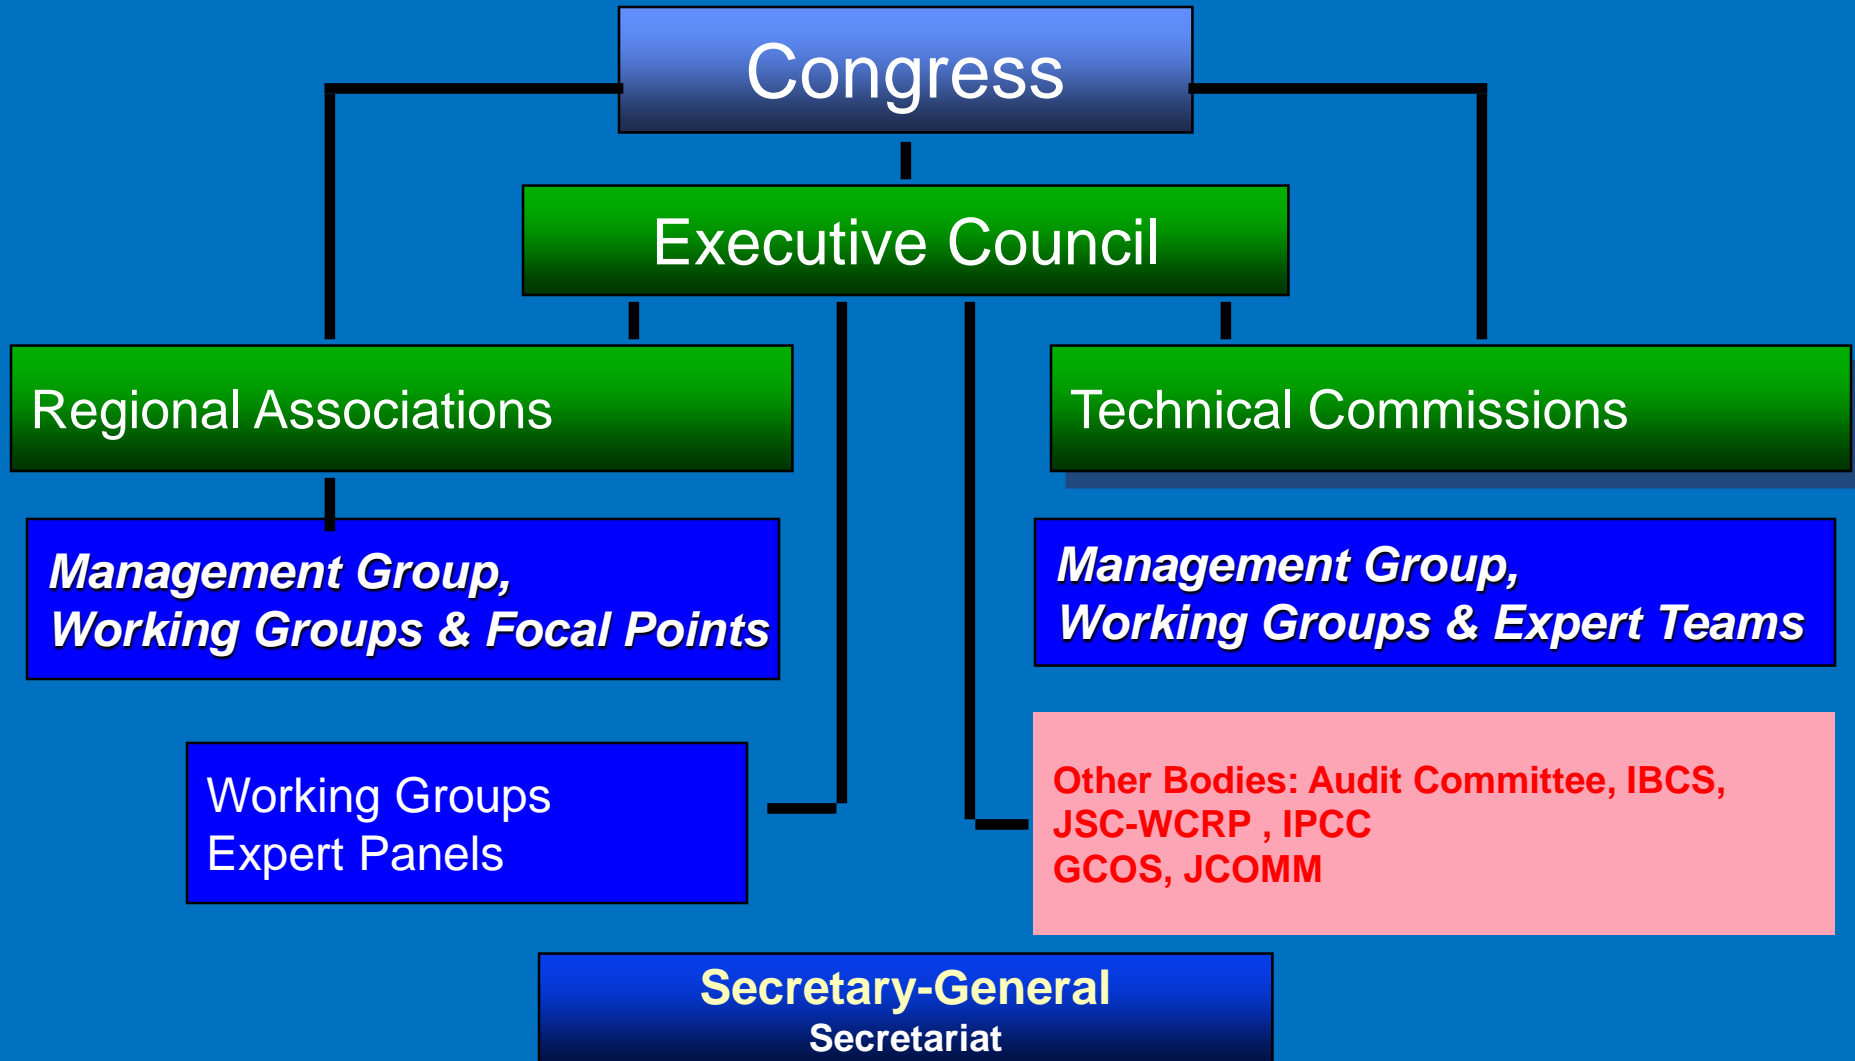 Congress
Executive Council
Regional Associations
Technical Commissions
Management Group,
Working Groups & Focal Points
Management Group,
Working Groups & Expert Teams
Working Groups
Expert Panels
Other Bodies: Audit Committee, IBCS,
JSC-WCRP , IPCC
GCOS, JCOMM
Secretary-General
Secretariat